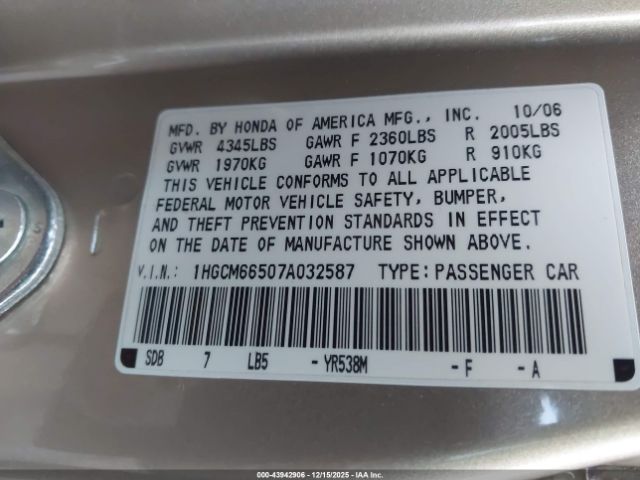 MFD. BY HONDA OF AMERICA MFG., INC. 10/06
GVWR 4345LBS GAWR F 2360LBS R 2005LBS
GVWR 1970KG GAWR F 1070KG R 910KG
THIS VEHICLE CONFORMS TO ALL APPLICABLE
FEDERAL MOTOR VEHICLE SAFETY, BUMPER,
AND THEFT PREVENTION STANDARDS IN EFFECT
ON THE DATE OF MANUFACTURE SHOWN ABOVE.
V.I.N.: 1HGCM66507A032587 TYPE: PASSENGER CAR
SDB 7 LB5 - YR538M - F - A
000-43942906 - 12/15/2025 - IAA Inc.